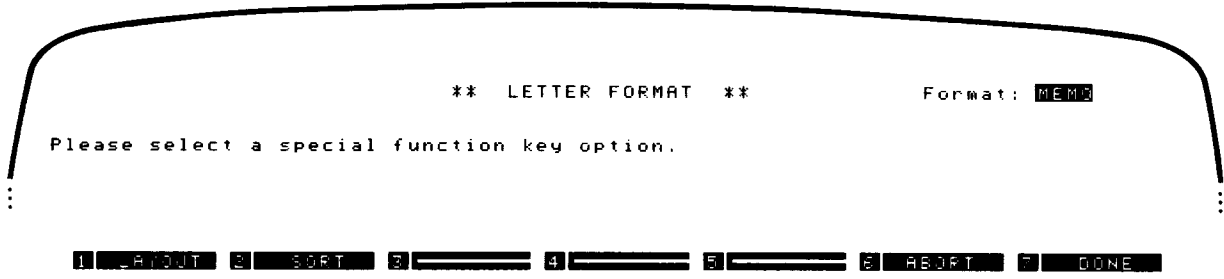 ** LETTER FORMAT ** Format: MEMO
Please select a special function key option.
1 LAYOUT 2 SORT 3 4 5 6 ABORT 7 DONE